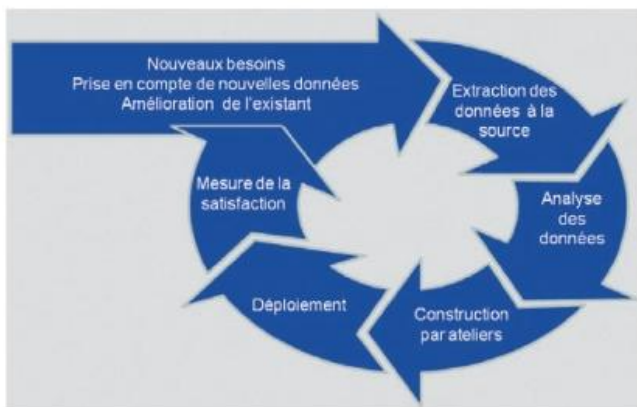 Nouveaux besoins
Prise en compte de nouvelles données
Amélioration de l'existant
Extraction des
données à la
source
Analyse
des
données
Construction
par ateliers
Déploiement
Mesure de la
satisfaction